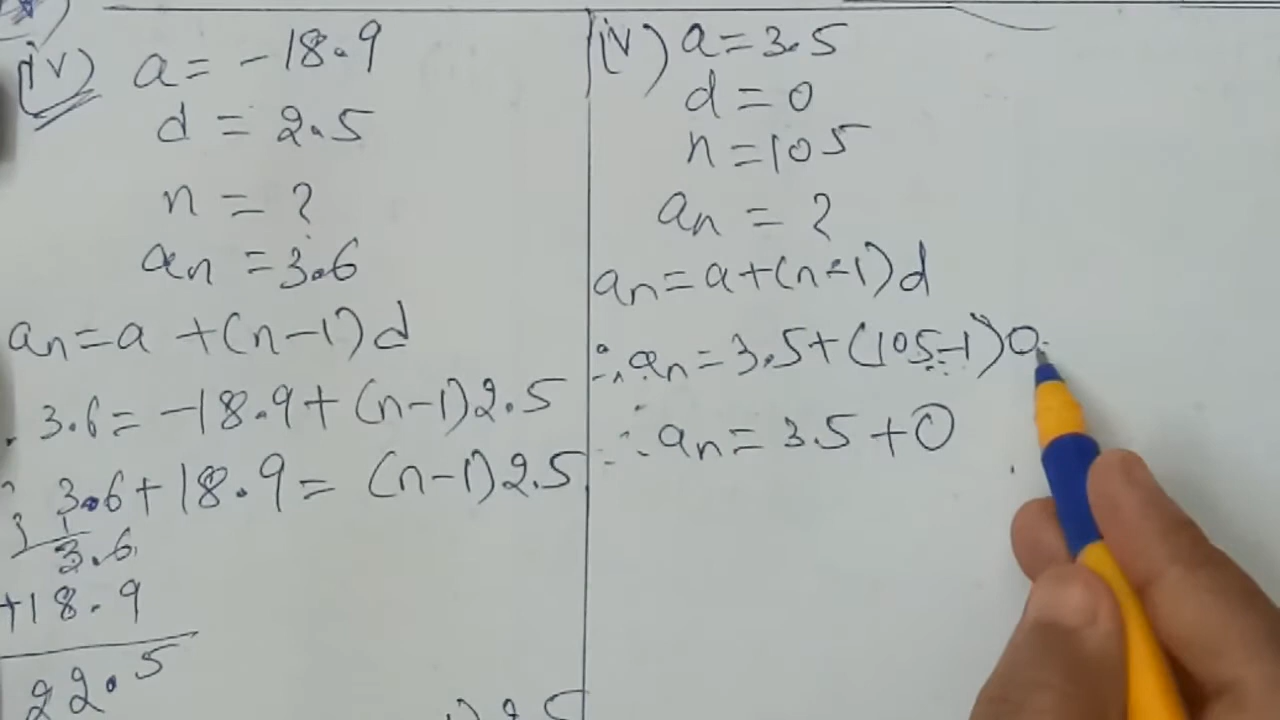 (iv) a = -18.9
d = 2.5
n = ?
an = 3.6
an = a + (n-1)d
3.6 = -18.9 + (n-1)2.5
3.6 + 18.9 = (n-1)2.5
1
3.6
+18.9
22.5
(v) a = 3.5
d = 0
n = 105
an = ?
an = a + (n-1)d
∴ an = 3.5 + (105-1)0
∴ an = 3.5 + 0